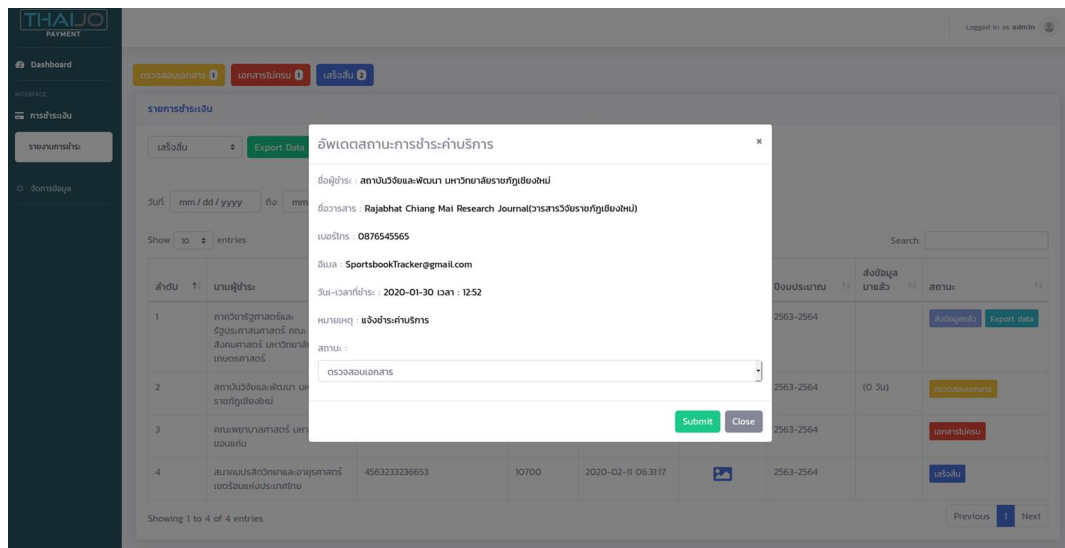 THAIJO
PAYMENT
Logged in as admin
Dashboard
INTERFACE
การชำระเงิน
รายงานการชำระ
จัดการข้อมูล
ตรวจสอบเอกสาร 1 เอกสารไม่ครบ 1 เสร็จสิ้น 2
รายการชำระเงิน
เสร็จสิ้น Export Data
วันที่: mm / dd / yyyy ถึง: mm
Show 10 entries Search:
อัพเดตสถานะการชำระค่าบริการ ×
ชื่อผู้ชำระ : สถาบันวิจัยและพัฒนา มหาวิทยาลัยราชภัฏเชียงใหม่
ชื่อวารสาร : Rajabhat Chiang Mai Research Journal(วารสารวิจัยราชภัฏเชียงใหม่)
เบอร์โทร : 0876545565
อีเมล : SportsbookTracker@gmail.com
วัน-เวลาที่ชำระ : 2020-01-30 เวลา : 12:52
หมายเหตุ : แจ้งชำระค่าบริการ
สถานะ :
ตรวจสอบเอกสาร
Submit Close
ลำดับ นามผู้ชำระ ปีงบประมาณ ส่งข้อมูล
มาแล้ว สถานะ
1 ภาควิชารัฐศาสตร์และ 2563-2564 ส่งข้อมูลแล้ว Export data
รัฐประศาสนศาสตร์ คณะ
สังคมศาสตร์
เกษตรศาสตร์
2 สถาบันวิจัยและพัฒนา 2563-2564 (0 วัน) ตรวจสอบเอกสาร
ราชภัฏเชียงใหม่
3 คณะพยาบาลศาสตร์ 2563-2564 เอกสารไม่ครบ
ขอนแก่น
4 สมาคมปรสิตวิทยาและอายุรศาสตร์ 4563233236653 10700 2020-02-11 06:31:17 2563-2564 เสร็จสิ้น
เขตร้อนแห่งประเทศไทย
Showing 1 to 4 of 4 entries Previous 1 Next